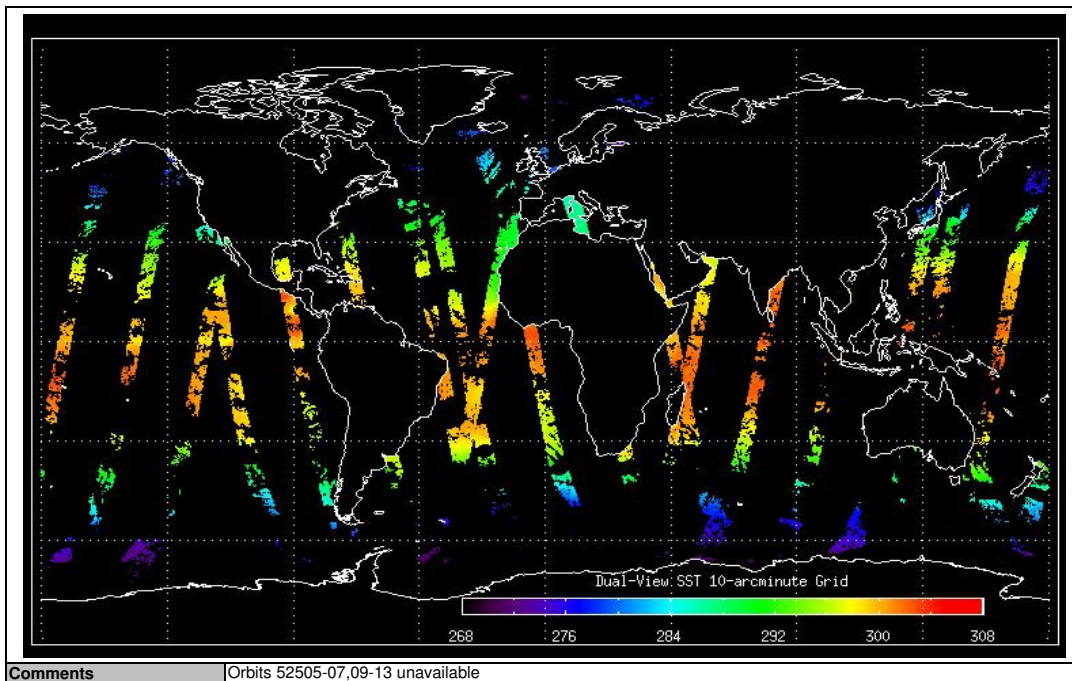 Dual-View SST 10-arcminute Grid
268 276 284 292 300 308
Comments Orbits 52505-07,09-13 unavailable